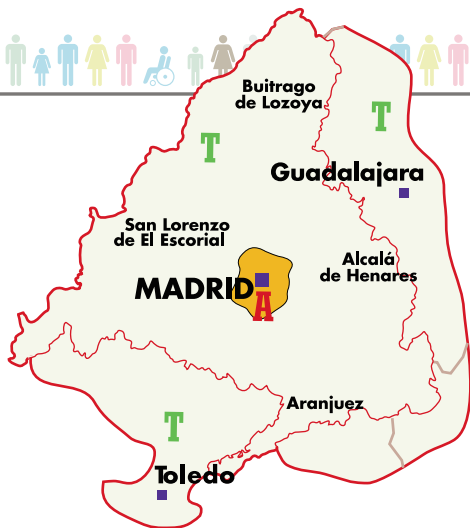 Buitrago
de Lozoya
T
T
Guadalajara
San Lorenzo
de El Escorial
Alcalá
de Henares
MADRID
A
Aranjuez
T
Toledo